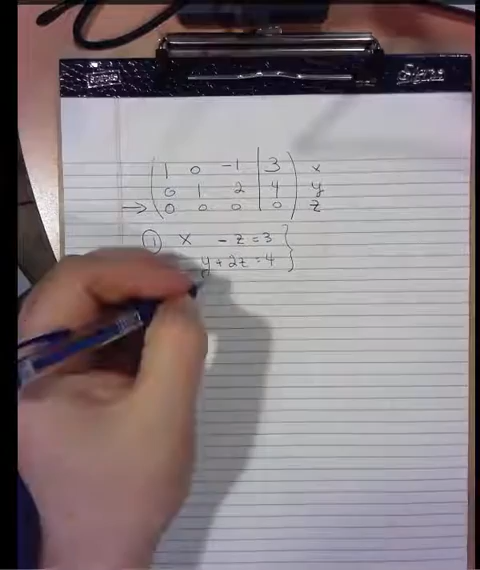 1 0 -1 | 3 x
0 1 2 | 4 y
→ 0 0 0 | 0 z
① x - z = 3
y + 2z = 4